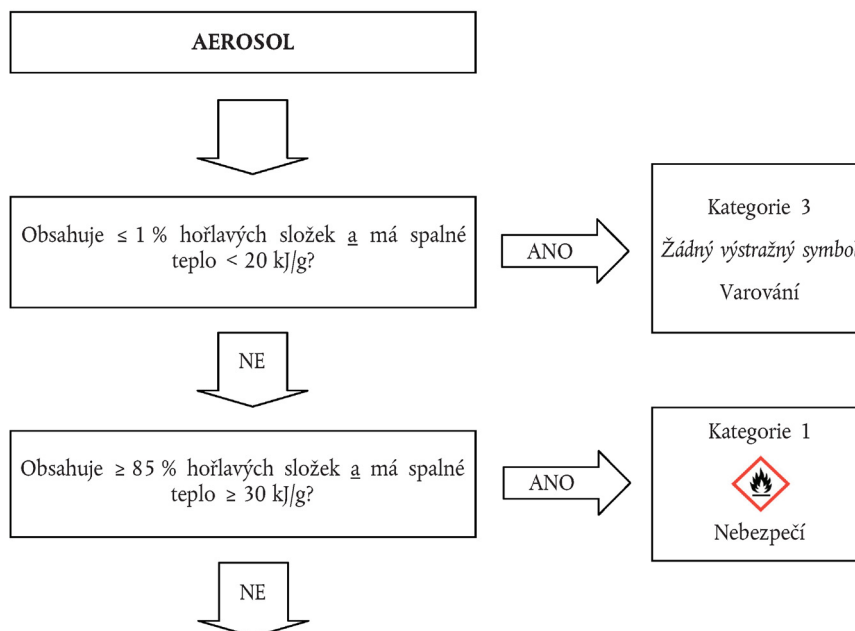 AEROSOL
Obsahuje ≤ 1 % hořlavých složek a má spalné
teplo < 20 kJ/g?
ANO
Kategorie 3
Žádný výstražný symbol
Varování
NE
Obsahuje ≥ 85 % hořlavých složek a má spalné
teplo ≥ 30 kJ/g?
ANO
Kategorie 1
Nebezpečí
NE